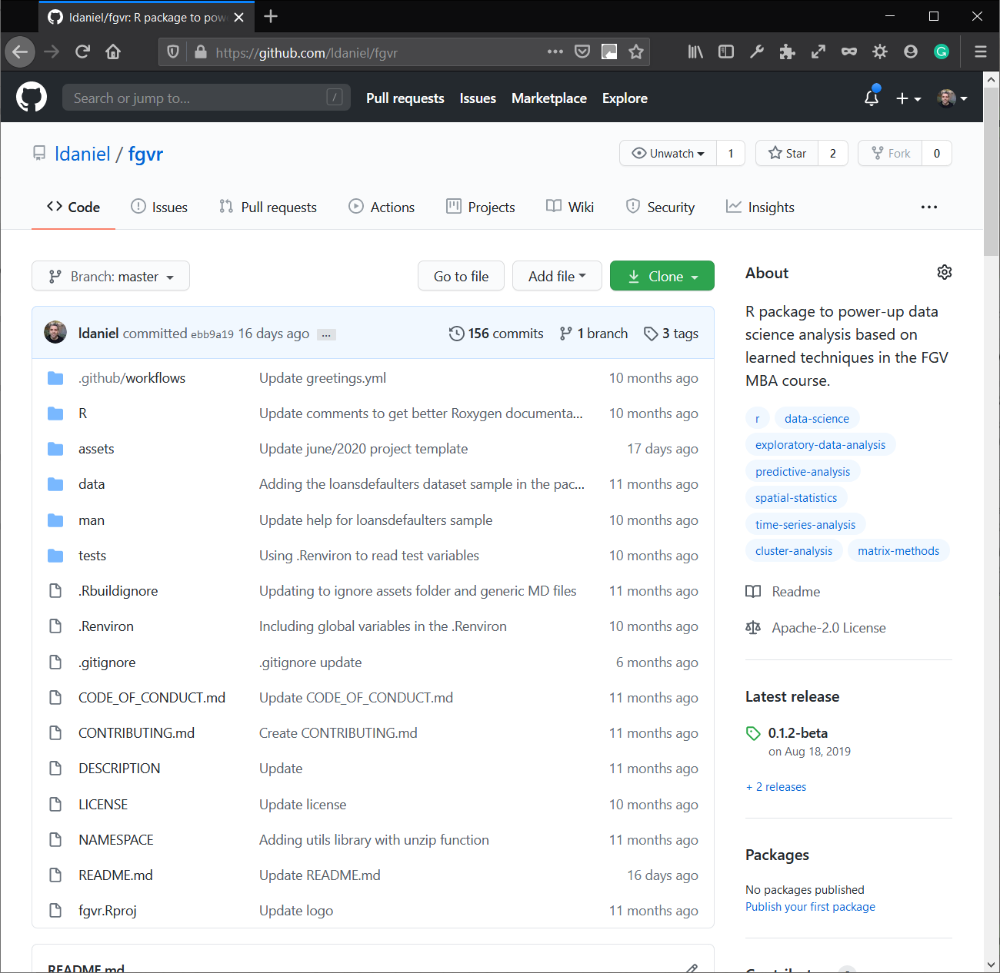 ldaniel/fgvr: R package to pow
https://github.com/ldaniel/fgvr
Search or jump to... /
Pull requests Issues Marketplace Explore
ldaniel / fgvr
Unwatch 1 Star 2 Fork 0
Code Issues Pull requests Actions Projects Wiki Security Insights
Branch: master Go to file Add file Clone
ldaniel committed ebb9a19 16 days ago ... 156 commits 1 branch 3 tags
.github/workflows Update greetings.yml 10 months ago
R Update comments to get better Roxygen documenta... 10 months ago
assets Update june/2020 project template 17 days ago
data Adding the loansdefaulters dataset sample in the pac... 11 months ago
man Update help for loansdefaulters sample 10 months ago
tests Using .Renviron to read test variables 10 months ago
.Rbuildignore Updating to ignore assets folder and generic MD files 11 months ago
.Renviron Including global variables in the .Renviron 10 months ago
.gitignore .gitignore update 6 months ago
CODE_OF_CONDUCT.md Update CODE_OF_CONDUCT.md 11 months ago
CONTRIBUTING.md Create CONTRIBUTING.md 11 months ago
DESCRIPTION Update 11 months ago
LICENSE Update license 10 months ago
NAMESPACE Adding utils library with unzip function 11 months ago
README.md Update README.md 16 days ago
fgvr.Rproj Update logo 11 months ago
README.md
About
R package to power-up data
science analysis based on
learned techniques in the FGV
MBA course.
r data-science
exploratory-data-analysis
predictive-analysis
spatial-statistics
time-series-analysis
cluster-analysis matrix-methods
Readme
Apache-2.0 License
Latest release
0.1.2-beta
on Aug 18, 2019
+ 2 releases
Packages
No packages published
Publish your first package